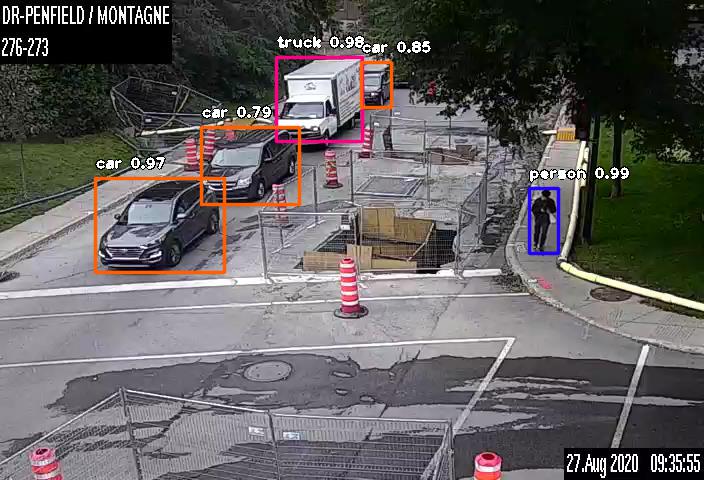 DR-PENFIELD / MONTAGNE
276-273
truck 0.98
car 0.85
car 0.79
car 0.97
person 0.99
27.Aug 2020 09:35:55